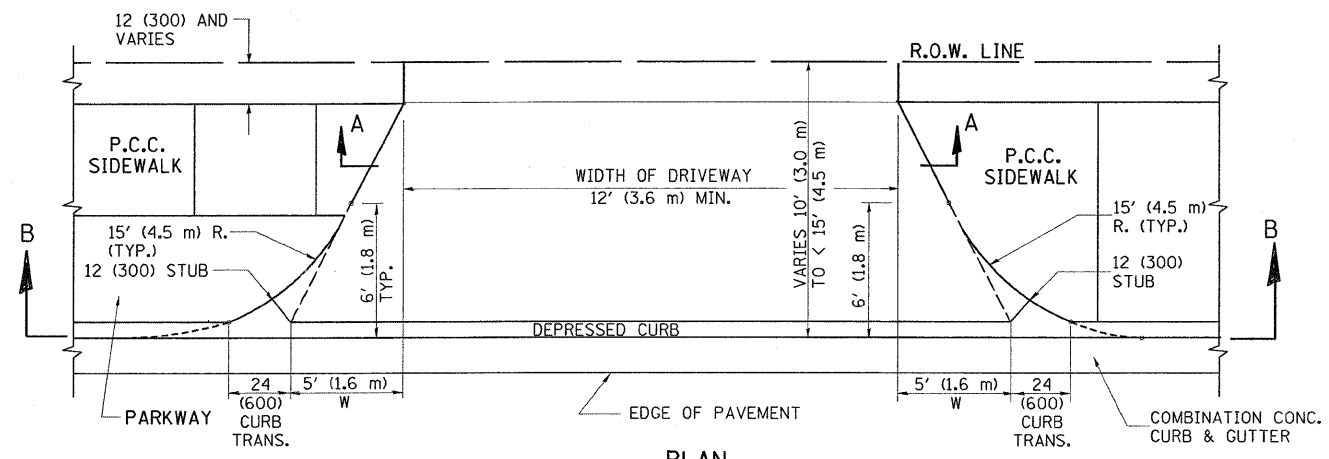 12 (300) AND
VARIES
R.O.W. LINE
A
A
P.C.C.
SIDEWALK
P.C.C.
SIDEWALK
WIDTH OF DRIVEWAY
12' (3.6 m) MIN.
VARIES 10' (3.0 m)
TO < 15' (4.5 m)
B
B
15' (4.5 m) R.
(TYP.)
12 (300) STUB
6' (1.8 m)
TYP.
6' (1.8 m)
15' (4.5 m)
R. (TYP.)
12 (300)
STUB
DEPRESSED CURB
24
(600)
CURB
TRANS.
5' (1.6 m)
W
5' (1.6 m)
W
24
(600)
CURB
TRANS.
PARKWAY
EDGE OF PAVEMENT
COMBINATION CONC.
CURB & GUTTER
PLAN